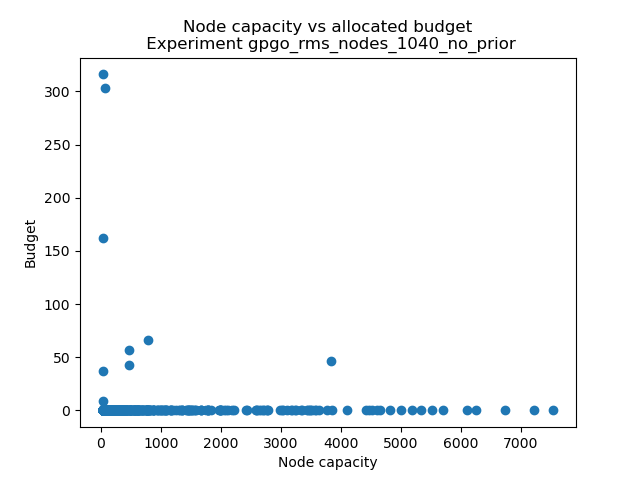 Node capacity vs allocated budget
Experiment gpgo_rms_nodes_1040_no_prior
300
250
200
150
100
50
0
Budget
0 1000 2000 3000 4000 5000 6000 7000
Node capacity